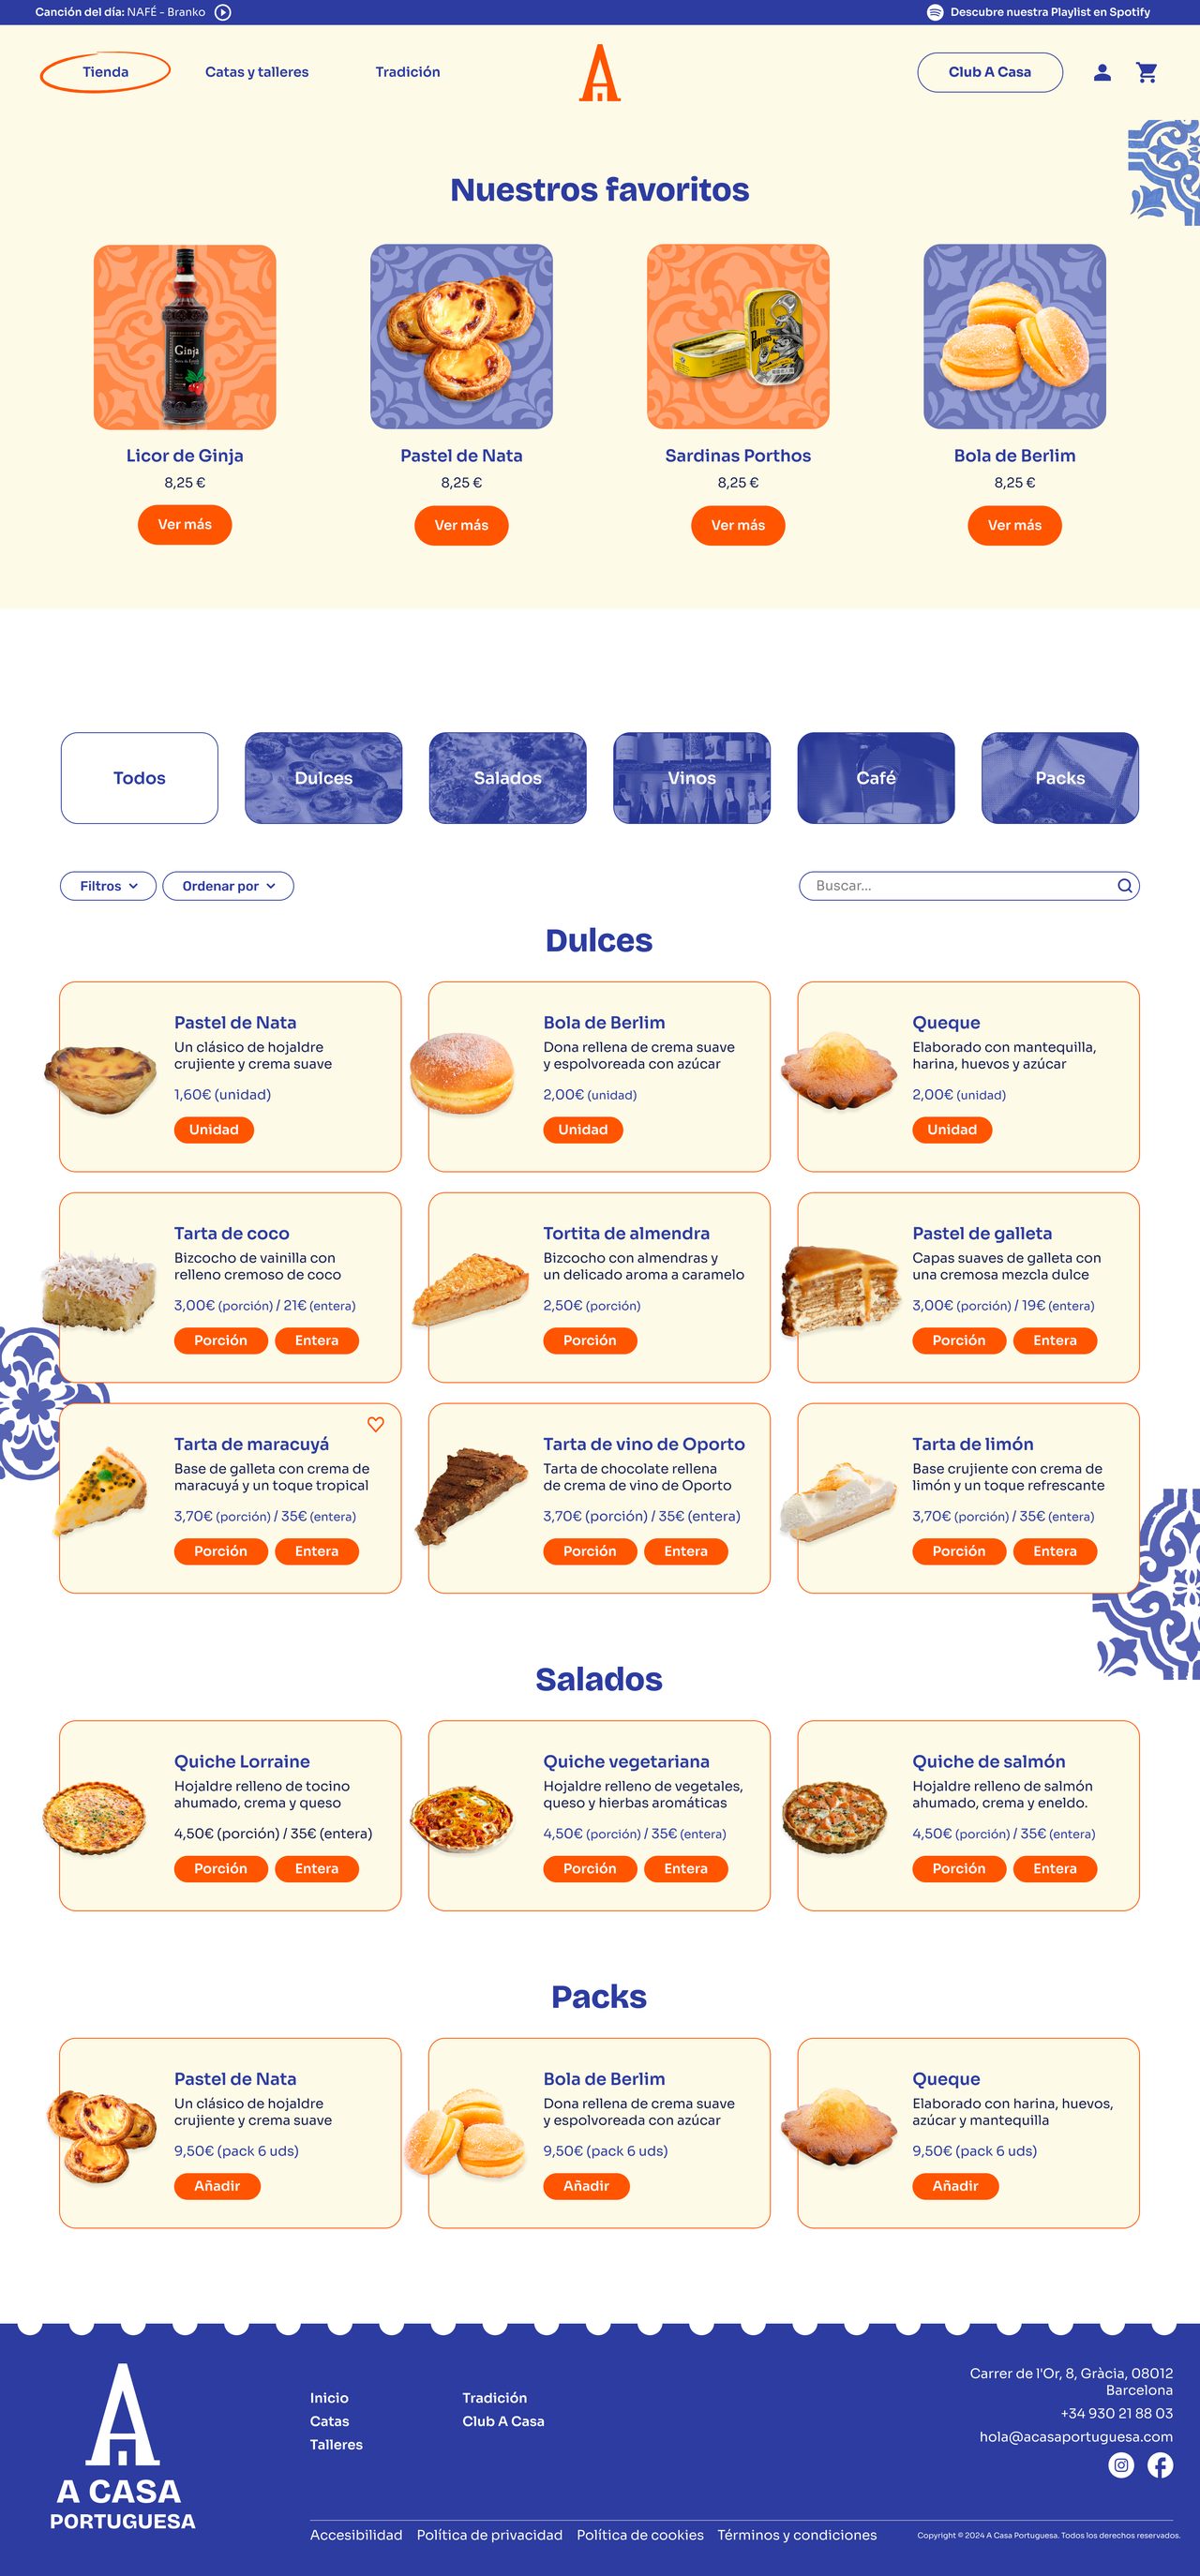 Canción del día: NAFÉ - Branko
Descubre nuestra Playlist en Spotify
Tienda
Catas y talleres
Tradición
A
Club A Casa
Nuestros favoritos
Ginja
Licor de Ginja
8,25 €
Ver más
Pastel de Nata
8,25 €
Ver más
Sardinas Porthos
8,25 €
Ver más
Bola de Berlim
8,25 €
Ver más
Todos
Dulces
Salados
Vinos
Café
Packs
Filtros
Ordenar por
Buscar...
Dulces
Pastel de Nata
Un clásico de hojaldre
crujiente y crema suave
1,60€ (unidad)
Unidad
Bola de Berlim
Dona rellena de crema suave
y espolvoreada con azúcar
2,00€ (unidad)
Unidad
Queque
Elaborado con mantequilla,
harina, huevos y azúcar
2,00€ (unidad)
Unidad
Tarta de coco
Bizcocho de vainilla con
relleno cremoso de coco
3,00€ (porción) / 21€ (entera)
Porción Entera
Tortita de almendra
Bizcocho con almendras y
un delicado aroma a caramelo
2,50€ (porción)
Porción
Pastel de galleta
Capas suaves de galleta con
una cremosa mezcla dulce
3,00€ (porción) / 19€ (entera)
Porción Entera
Tarta de maracuyá
Base de galleta con crema de
maracuyá y un toque tropical
3,70€ (porción) / 35€ (entera)
Porción Entera
Tarta de vino de Oporto
Tarta de chocolate rellena
de crema de vino de Oporto
3,70€ (porción) / 35€ (entera)
Porción Entera
Tarta de limón
Base crujiente con crema de
limón y un toque refrescante
3,70€ (porción) / 35€ (entera)
Porción Entera
Salados
Quiche Lorraine
Hojaldre relleno de tocino
ahumado, crema y queso
4,50€ (porción) / 35€ (entera)
Porción Entera
Quiche vegetariana
Hojaldre relleno de vegetales,
queso y hierbas aromáticas
4,50€ (porción) / 35€ (entera)
Porción Entera
Quiche de salmón
Hojaldre relleno de salmón
ahumado, crema y eneldo.
4,50€ (porción) / 35€ (entera)
Porción Entera
Packs
Pastel de Nata
Un clásico de hojaldre
crujiente y crema suave
9,50€ (pack 6 uds)
Añadir
Bola de Berlim
Dona rellena de crema suave
y espolvoreada con azúcar
9,50€ (pack 6 uds)
Añadir
Queque
Elaborado con harina, huevos,
azúcar y mantequilla
9,50€ (pack 6 uds)
Añadir
A
A CASA
PORTUGUESA
Inicio
Catas
Talleres
Tradición
Club A Casa
Carrer de l'Or, 8, Gràcia, 08012
Barcelona
+34 930 21 88 03
hola@acasaportuguesa.com
Accesibilidad Política de privacidad Política de cookies Términos y condiciones
Copyright © 2024 A Casa Portuguesa. Todos los derechos reservados.